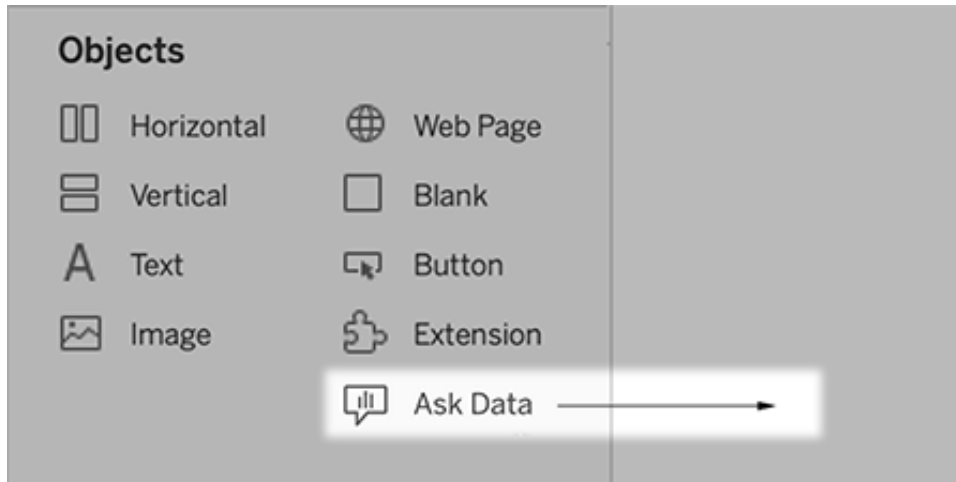 Objects
Horizontal
Web Page
Vertical
Blank
Text
Button
Image
Extension
Ask Data